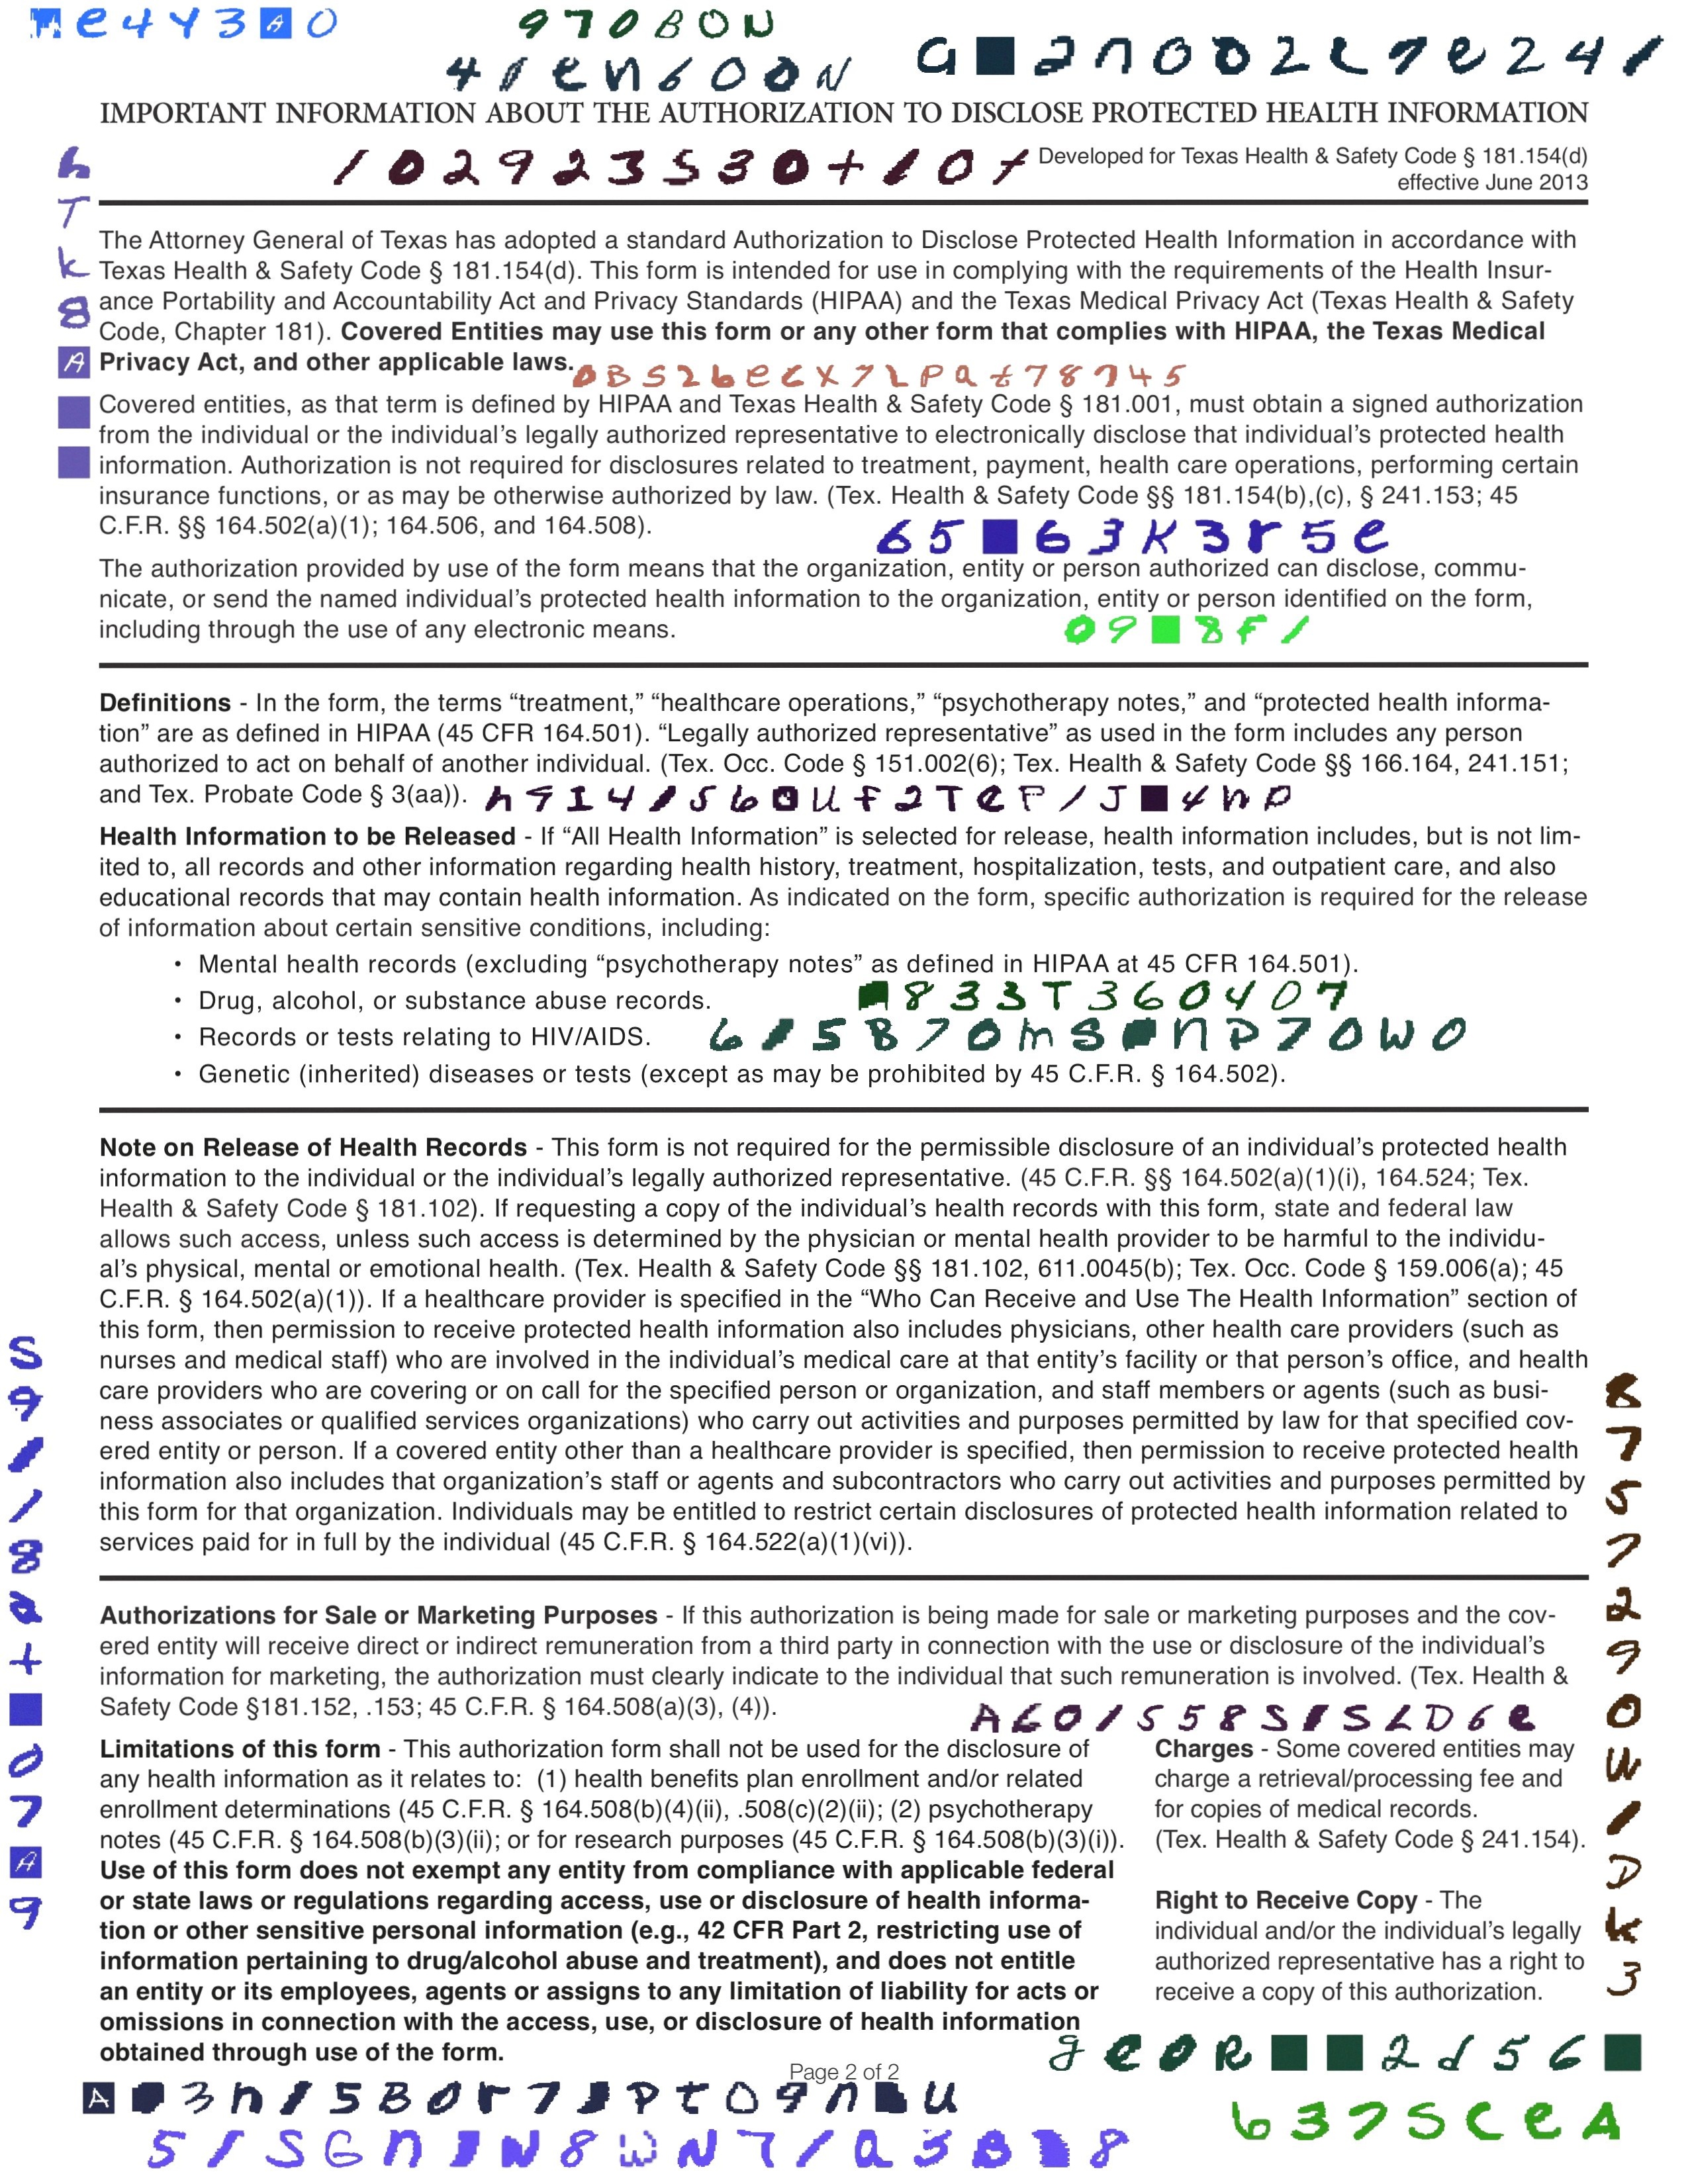 e4Y3A0
970BON
41en600N
G■2n002L7e241
IMPORTANT INFORMATION ABOUT THE AUTHORIZATION TO DISCLOSE PROTECTED HEALTH INFORMATION
102923S30+101
Developed for Texas Health & Safety Code § 181.154(d)
effective June 2013
hTk8A■■
The Attorney General of Texas has adopted a standard Authorization to Disclose Protected Health Information in accordance with
Texas Health & Safety Code § 181.154(d). This form is intended for use in complying with the requirements of the Health Insur-
ance Portability and Accountability Act and Privacy Standards (HIPAA) and the Texas Medical Privacy Act (Texas Health & Safety
Code, Chapter 181). Covered Entities may use this form or any other form that complies with HIPAA, the Texas Medical
Privacy Act, and other applicable laws.
0BS2beCX7LPat78745
Covered entities, as that term is defined by HIPAA and Texas Health & Safety Code § 181.001, must obtain a signed authorization
from the individual or the individual's legally authorized representative to electronically disclose that individual's protected health
information. Authorization is not required for disclosures related to treatment, payment, health care operations, performing certain
insurance functions, or as may be otherwise authorized by law. (Tex. Health & Safety Code §§ 181.154(b),(c), § 241.153; 45
C.F.R. §§ 164.502(a)(1); 164.506, and 164.508).
65■63K3r5e
The authorization provided by use of the form means that the organization, entity or person authorized can disclose, commu-
nicate, or send the named individual's protected health information to the organization, entity or person identified on the form,
including through the use of any electronic means.
09■8F1
Definitions - In the form, the terms “treatment,” “healthcare operations,” “psychotherapy notes,” and “protected health informa-
tion” are as defined in HIPAA (45 CFR 164.501). “Legally authorized representative” as used in the form includes any person
authorized to act on behalf of another individual. (Tex. Occ. Code § 151.002(6); Tex. Health & Safety Code §§ 166.164, 241.151;
and Tex. Probate Code § 3(aa)).
h9I41S60UF2TeP1J■4nD
Health Information to be Released - If “All Health Information” is selected for release, health information includes, but is not lim-
ited to, all records and other information regarding health history, treatment, hospitalization, tests, and outpatient care, and also
educational records that may contain health information. As indicated on the form, specific authorization is required for the release
of information about certain sensitive conditions, including:
• Mental health records (excluding “psychotherapy notes” as defined in HIPAA at 45 CFR 164.501).
• Drug, alcohol, or substance abuse records.
■833T360407
• Records or tests relating to HIV/AIDS.
615B70mS■nP70W0
• Genetic (inherited) diseases or tests (except as may be prohibited by 45 C.F.R. § 164.502).
Note on Release of Health Records - This form is not required for the permissible disclosure of an individual's protected health
information to the individual or the individual's legally authorized representative. (45 C.F.R. §§ 164.502(a)(1)(i), 164.524; Tex.
Health & Safety Code § 181.102). If requesting a copy of the individual's health records with this form, state and federal law
allows such access, unless such access is determined by the physician or mental health provider to be harmful to the individu-
al's physical, mental or emotional health. (Tex. Health & Safety Code §§ 181.102, 611.0045(b); Tex. Occ. Code § 159.006(a); 45
C.F.R. § 164.502(a)(1)). If a healthcare provider is specified in the “Who Can Receive and Use The Health Information” section of
this form, then permission to receive protected health information also includes physicians, other health care providers (such as
nurses and medical staff) who are involved in the individual's medical care at that entity's facility or that person's office, and health
care providers who are covering or on call for the specified person or organization, and staff members or agents (such as busi-
ness associates or qualified services organizations) who carry out activities and purposes permitted by law for that specified cov-
ered entity or person. If a covered entity other than a healthcare provider is specified, then permission to receive protected health
information also includes that organization's staff or agents and subcontractors who carry out activities and purposes permitted by
this form for that organization. Individuals may be entitled to restrict certain disclosures of protected health information related to
services paid for in full by the individual (45 C.F.R. § 164.522(a)(1)(vi)).
S9118a+■07A9
8757290W1Dk3
Authorizations for Sale or Marketing Purposes - If this authorization is being made for sale or marketing purposes and the cov-
ered entity will receive direct or indirect remuneration from a third party in connection with the use or disclosure of the individual's
information for marketing, the authorization must clearly indicate to the individual that such remuneration is involved. (Tex. Health &
Safety Code §181.152, .153; 45 C.F.R. § 164.508(a)(3), (4)).
A601S58S1SLD6e
Limitations of this form - This authorization form shall not be used for the disclosure of
any health information as it relates to: (1) health benefits plan enrollment and/or related
enrollment determinations (45 C.F.R. § 164.508(b)(4)(ii), .508(c)(2)(ii); (2) psychotherapy
notes (45 C.F.R. § 164.508(b)(3)(ii); or for research purposes (45 C.F.R. § 164.508(b)(3)(i)).
Use of this form does not exempt any entity from compliance with applicable federal
or state laws or regulations regarding access, use or disclosure of health informa-
tion or other sensitive personal information (e.g., 42 CFR Part 2, restricting use of
information pertaining to drug/alcohol abuse and treatment), and does not entitle
an entity or its employees, agents or assigns to any limitation of liability for acts or
omissions in connection with the access, use, or disclosure of health information
obtained through use of the form.
Charges - Some covered entities may
charge a retrieval/processing fee and
for copies of medical records.
(Tex. Health & Safety Code § 241.154).
Right to Receive Copy - The
individual and/or the individual's legally
authorized representative has a right to
receive a copy of this authorization.
geOR■■2d56■
Page 2 of 2
A■3n15B0r71Pt09n■U
637SCeA
51SGn1N8WN71a3B■8